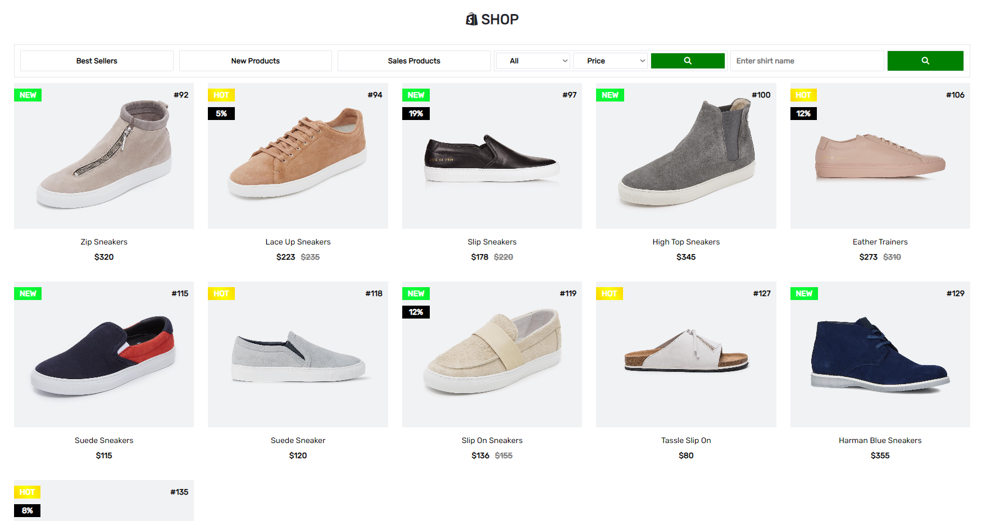 SHOP
Best Sellers
New Products
Sales Products
All
Price
Enter shirt name
NEW
#92
HOT
#94
5%
NEW
#97
19%
NEW
#100
HOT
#106
12%
Zip Sneakers
Lace Up Sneakers
Slip Sneakers
High Top Sneakers
Eather Trainers
$320
$223 $235
$178 $220
$345
$273 $310
NEW
#115
HOT
#118
NEW
#119
12%
HOT
#127
NEW
#129
Suede Sneakers
Suede Sneaker
Slip On Sneakers
Tassle Slip On
Harman Blue Sneakers
$115
$120
$136 $155
$80
$355
HOT
#135
8%